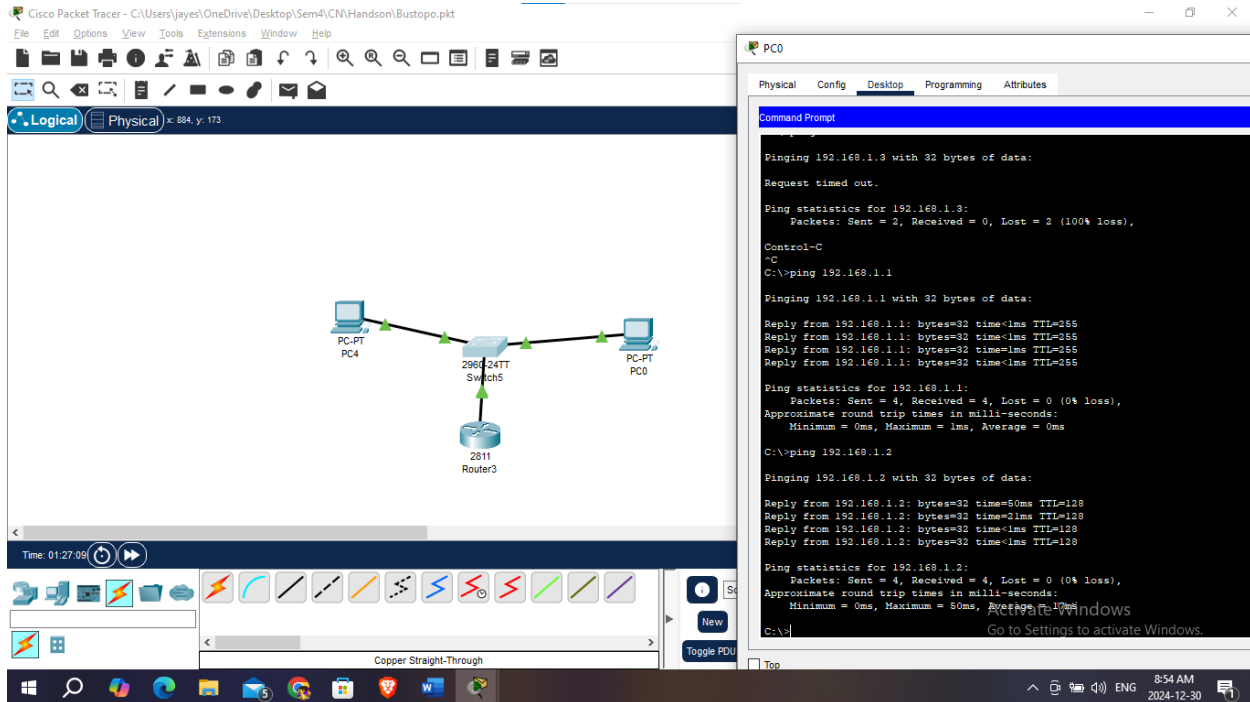 Cisco Packet Tracer - C:\Users\jayes\OneDrive\Desktop\Sem4\CN\Handson\Bustopo.pkt
File Edit Options View Tools Extensions Window Help
Logical Physical x: 884, y: 173
PC-PT
PC4
2960-24TT
Switch5
PC-PT
PC0
2811
Router3
Time: 01:27:09
Copper Straight-Through
New
Toggle PDU
PC0
Physical Config Desktop Programming Attributes
Command Prompt
Pinging 192.168.1.3 with 32 bytes of data:
Request timed out.
Ping statistics for 192.168.1.3:
Packets: Sent = 2, Received = 0, Lost = 2 (100% loss),
Control-C
^C
C:\>ping 192.168.1.1
Pinging 192.168.1.1 with 32 bytes of data:
Reply from 192.168.1.1: bytes=32 time<1ms TTL=255
Reply from 192.168.1.1: bytes=32 time<1ms TTL=255
Reply from 192.168.1.1: bytes=32 time=1ms TTL=255
Reply from 192.168.1.1: bytes=32 time<1ms TTL=255
Ping statistics for 192.168.1.1:
Packets: Sent = 4, Received = 4, Lost = 0 (0% loss),
Approximate round trip times in milli-seconds:
Minimum = 0ms, Maximum = 1ms, Average = 0ms
C:\>ping 192.168.1.2
Pinging 192.168.1.2 with 32 bytes of data:
Reply from 192.168.1.2: bytes=32 time=50ms TTL=128
Reply from 192.168.1.2: bytes=32 time=21ms TTL=128
Reply from 192.168.1.2: bytes=32 time<1ms TTL=128
Reply from 192.168.1.2: bytes=32 time<1ms TTL=128
Ping statistics for 192.168.1.2:
Packets: Sent = 4, Received = 4, Lost = 0 (0% loss),
Approximate round trip times in milli-seconds:
Minimum = 0ms, Maximum = 50ms, Average = 17ms
C:\>
Activate Windows
Go to Settings to activate Windows.
Top
5
W
ENG
8:54 AM
2024-12-30
1